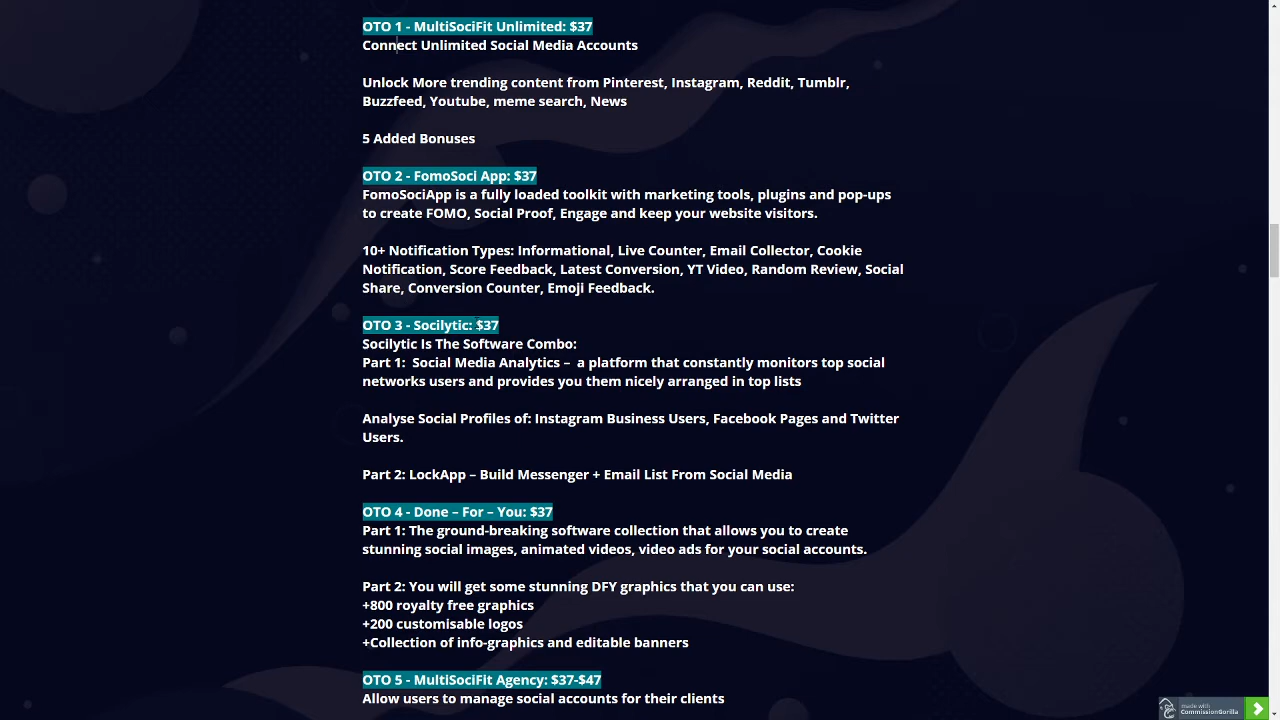 OTO 1 - MultiSociFit Unlimited: $37
Connect Unlimited Social Media Accounts
Unlock More trending content from Pinterest, Instagram, Reddit, Tumblr,
Buzzfeed, Youtube, meme search, News
5 Added Bonuses
OTO 2 - FomoSoci App: $37
FomoSociApp is a fully loaded toolkit with marketing tools, plugins and pop-ups
to create FOMO, Social Proof, Engage and keep your website visitors.
10+ Notification Types: Informational, Live Counter, Email Collector, Cookie
Notification, Score Feedback, Latest Conversion, YT Video, Random Review, Social
Share, Conversion Counter, Emoji Feedback.
OTO 3 - Socilytic: $37
Socilytic Is The Software Combo:
Part 1:  Social Media Analytics –  a platform that constantly monitors top social
networks users and provides you them nicely arranged in top lists
Analyse Social Profiles of: Instagram Business Users, Facebook Pages and Twitter
Users.
Part 2: LockApp – Build Messenger + Email List From Social Media
OTO 4 - Done – For – You: $37
Part 1: The ground-breaking software collection that allows you to create
stunning social images, animated videos, video ads for your social accounts.
Part 2: You will get some stunning DFY graphics that you can use:
+800 royalty free graphics
+200 customisable logos
+Collection of info-graphics and editable banners
OTO 5 - MultiSociFit Agency: $37-$47
Allow users to manage social accounts for their clients
made with
CommissionGorilla